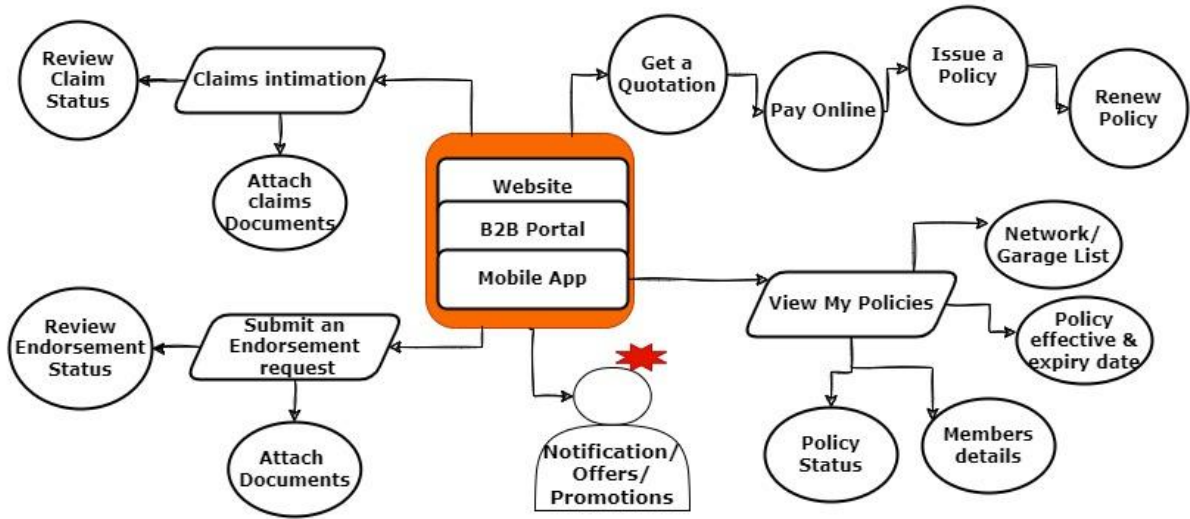 Review
Claim
Status
Claims intimation
Attach
claims
Documents
Get a
Quotation
Pay Online
Issue a
Policy
Renew
Policy
Website
B2B Portal
Mobile App
View My Policies
Network/
Garage List
Policy
effective &
expiry date
Policy
Status
Members
details
Review
Endorsement
Status
Submit an
Endorsement
request
Attach
Documents
Notification/
Offers/
Promotions